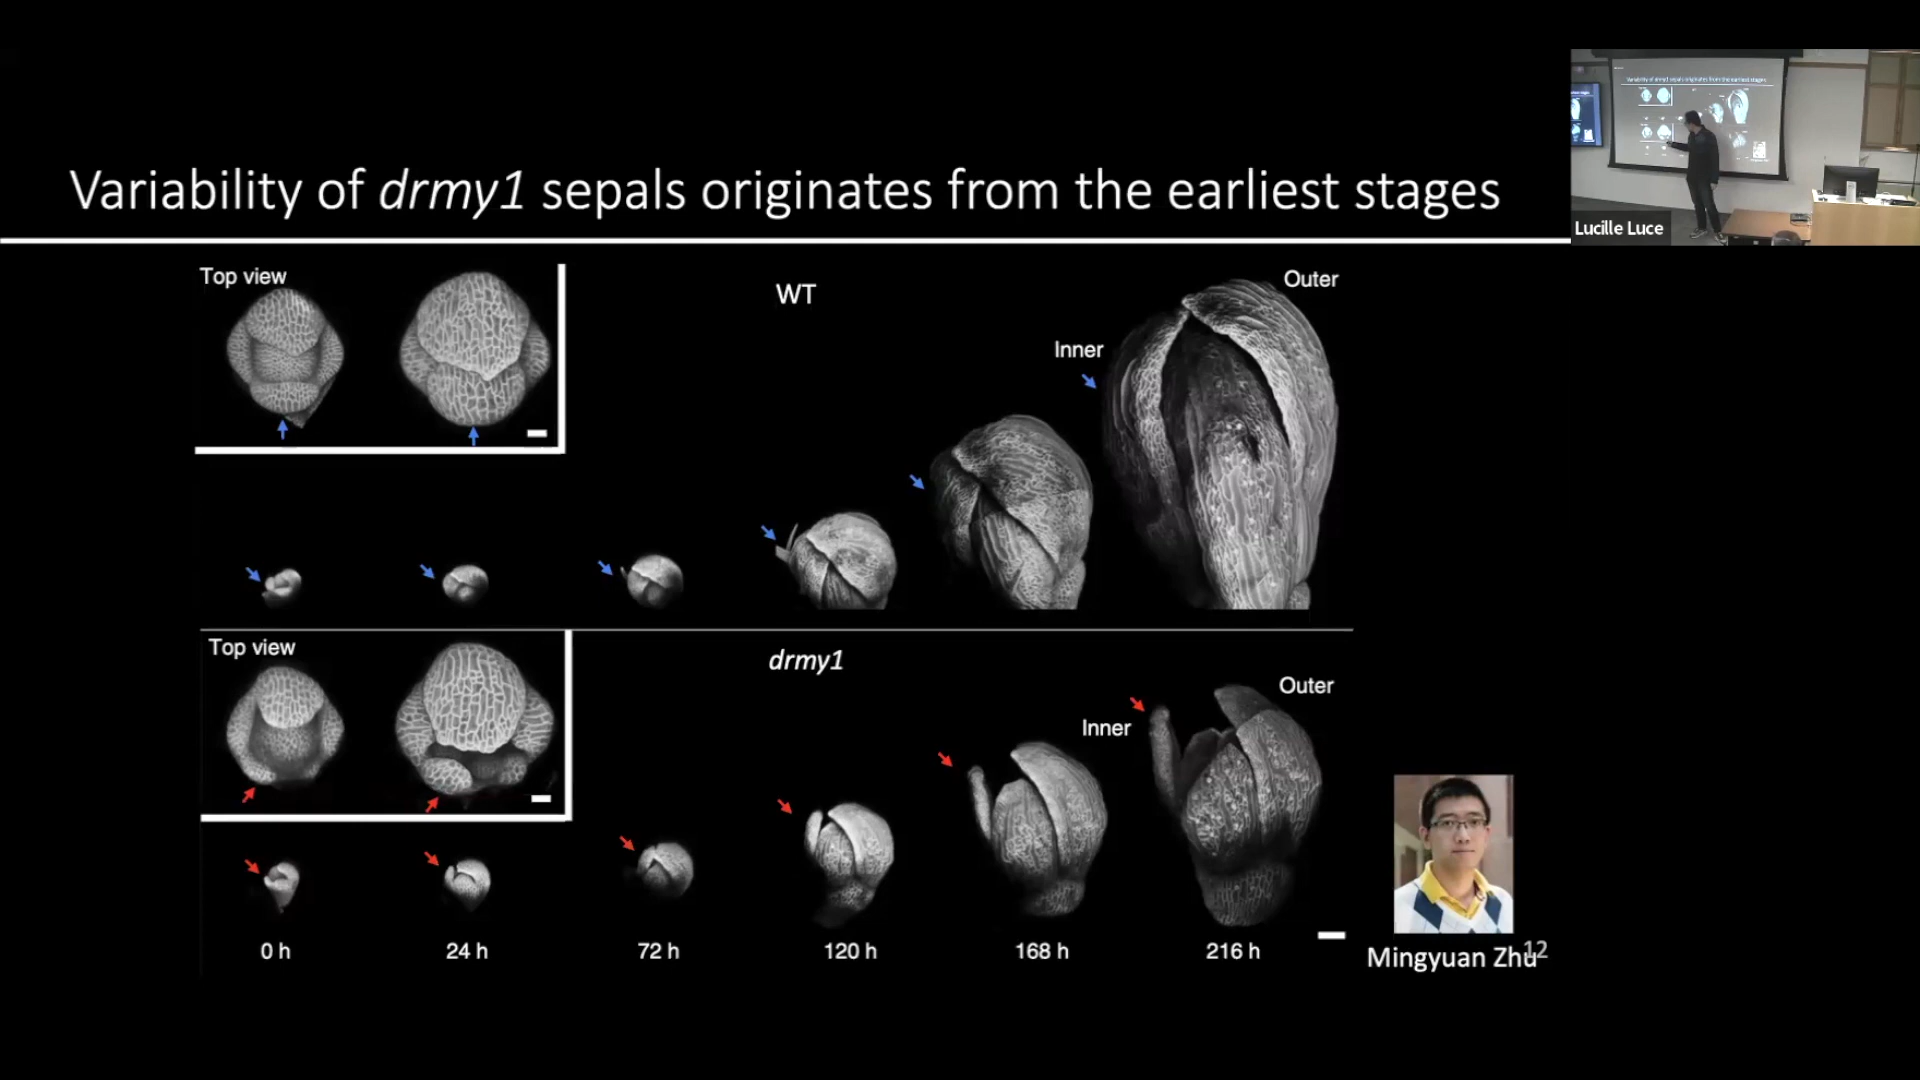 Variability of drmy1 sepals originates from the earliest stages
Lucille Luce
Top view
WT
Outer
Inner
Top view
drmy1
Outer
Inner
0 h
24 h
72 h
120 h
168 h
216 h
Mingyuan Zhu
12